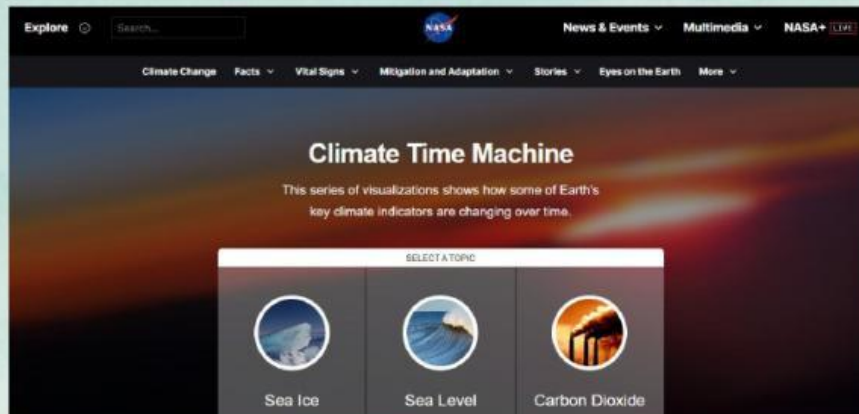 Explore
Search...
NASA
News & Events
Multimedia
NASA+ LIVE
Climate Change
Facts
Vital Signs
Mitigation and Adaptation
Stories
Eyes on the Earth
More
Climate Time Machine
This series of visualizations shows how some of Earth's
key climate indicators are changing over time.
SELECT A TOPIC
Sea Ice
Sea Level
Carbon Dioxide